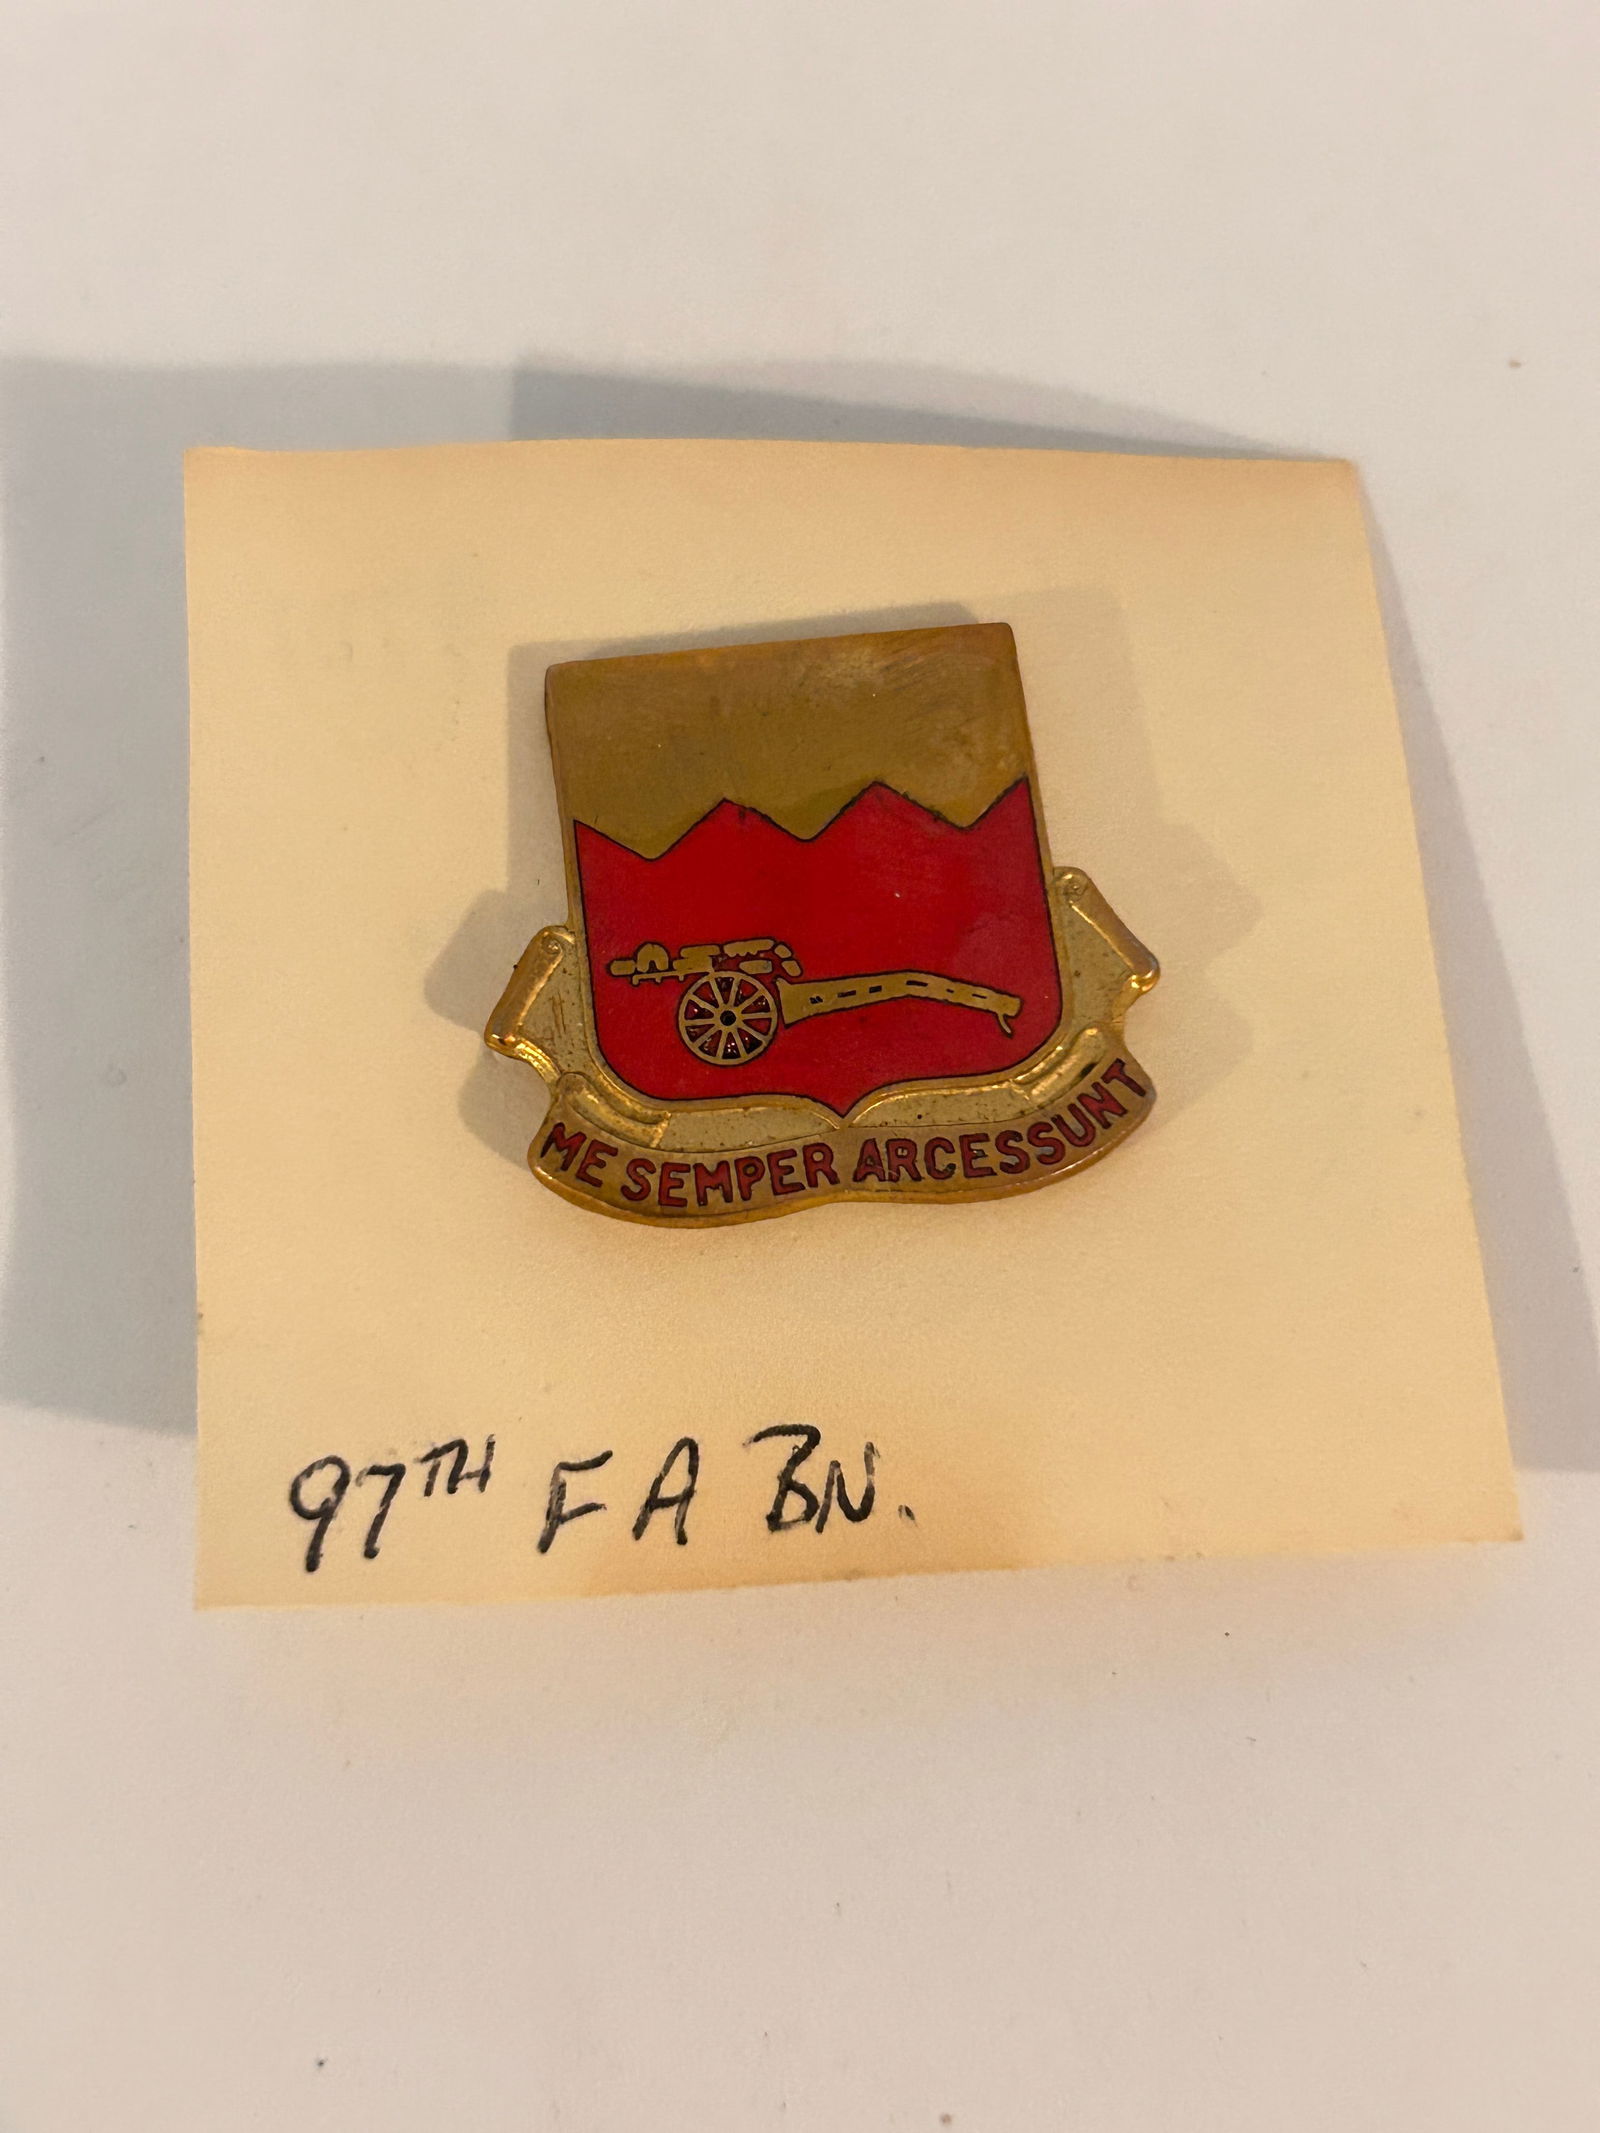 ME SEMPER ARCESSUNT
97TH FA BN.